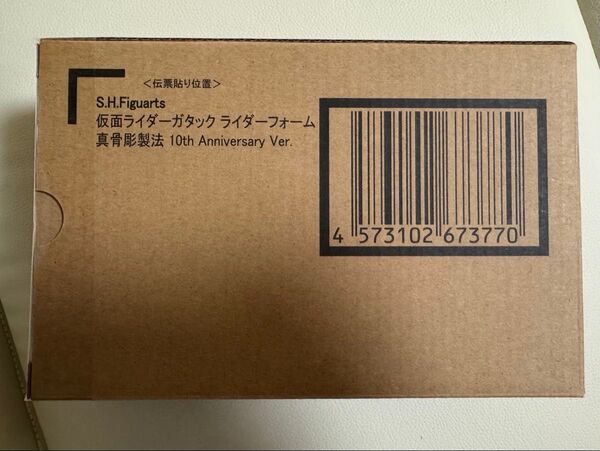 ＜伝票貼り位置＞
S.H.Figuarts
仮面ライダーガタック ライダーフォーム
真骨彫製法 10th Anniversary Ver.
4 573102 673770